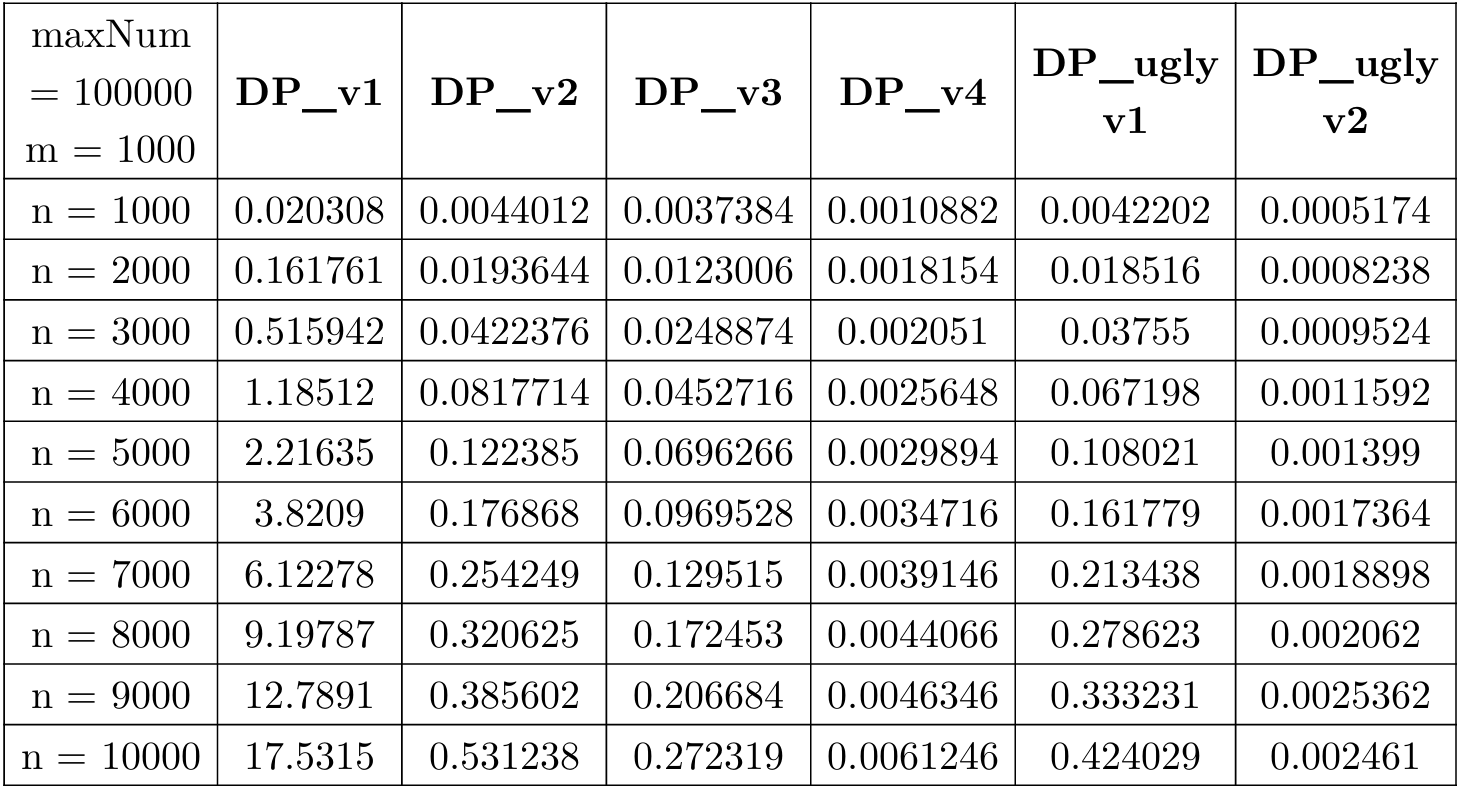 maxNum = 100000 m = 1000 DP_v1 DP_v2 DP_v3 DP_v4 DP_ugly v1 DP_ugly v2
n = 1000 0.020308 0.0044012 0.0037384 0.0010882 0.0042202 0.0005174
n = 2000 0.161761 0.0193644 0.0123006 0.0018154 0.018516 0.0008238
n = 3000 0.515942 0.0422376 0.0248874 0.002051 0.03755 0.0009524
n = 4000 1.18512 0.0817714 0.0452716 0.0025648 0.067198 0.0011592
n = 5000 2.21635 0.122385 0.0696266 0.0029894 0.108021 0.001399
n = 6000 3.8209 0.176868 0.0969528 0.0034716 0.161779 0.0017364
n = 7000 6.12278 0.254249 0.129515 0.0039146 0.213438 0.0018898
n = 8000 9.19787 0.320625 0.172453 0.0044066 0.278623 0.002062
n = 9000 12.7891 0.385602 0.206684 0.0046346 0.333231 0.0025362
n = 10000 17.5315 0.531238 0.272319 0.0061246 0.424029 0.002461